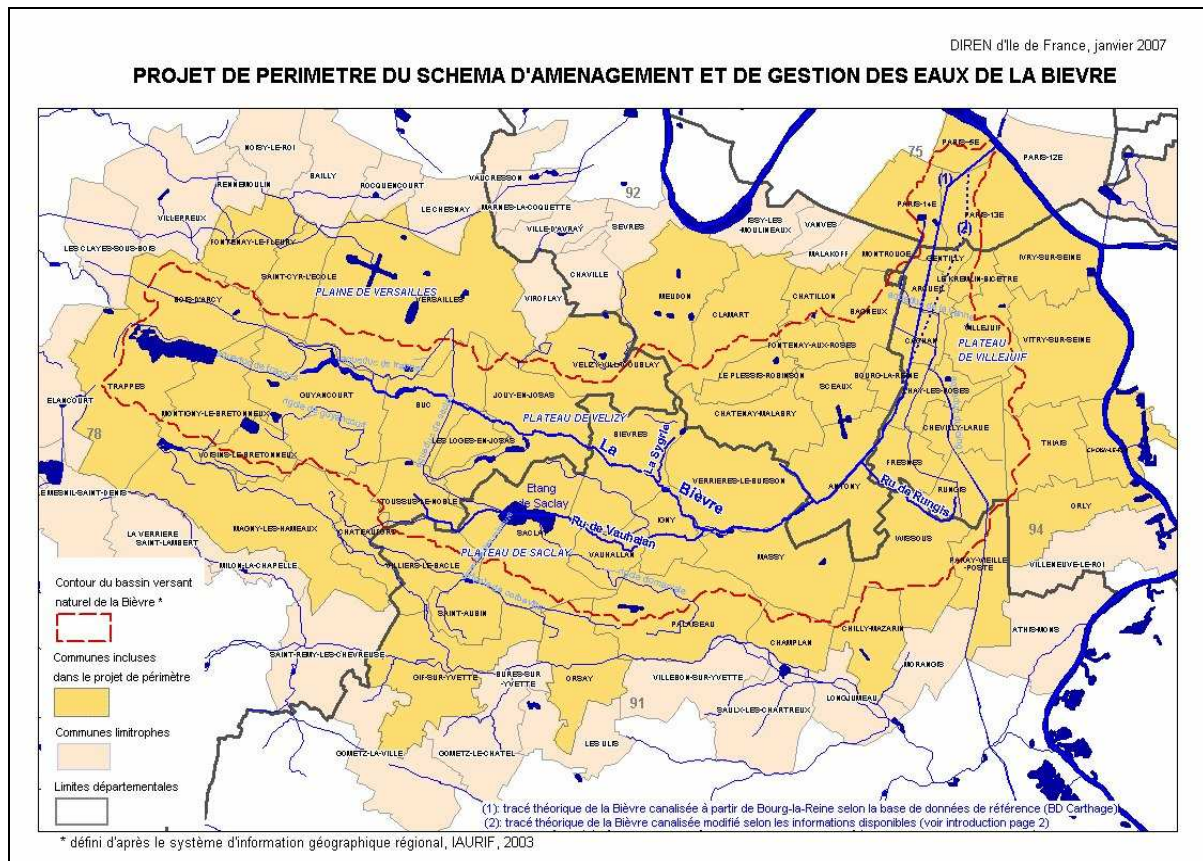 DIREN d'Ile de France, janvier 2007
PROJET DE PERIMETRE DU SCHEMA D'AMENAGEMENT ET DE GESTION DES EAUX DE LA BIEVRE
NOISY-LE-ROI
BAILLY
RENNEMOULIN
ROCQUENCOURT
VAUCRESSON
92
75
PARIS-5E
PARIS-12E
VILLEPREUX
LE CHESNAY
MARNES-LA-COQUETTE
VILLE-D'AVRAY
SEVRES
ISSY-LES
-MOULINEAUX
VANVES
MALAKOFF
(1)
PARIS-14E
PARIS-13E
(2)
LES CLAYES-SOUS-BOIS
FONTENAY-LE-FLEURY
SAINT-CYR-L'ECOLE
PLAINE DE VERSAILLES
VERSAILLES
CHAVILLE
VIROFLAY
MEUDON
CLAMART
CHATILLON
MONTROUGE
GENTILLY
IVRY-SUR-SEINE
LE KREMLIN-BICETRE
BOIS-D'ARCY
BAGNEUX
VILLEJUIF
PLATEAU
DE VILLEJUIF
VITRY-SUR-SEINE
FONTENAY-AUX-ROSES
CACHAN
VELIZY-VILLACOUBLAY
TRAPPES
ELANCOURT
GUYANCOURT
BUC
JOUY-EN-JOSAS
LE PLESSIS-ROBINSON
SCEAUX
BOURG-LA-REINE
L'HAY-LES-ROSES
78
MONTIGNY-LE-BRETONNEUX
PLATEAU DE VELIZY
CHATENAY-MALABRY
CHEVILLY-LARUE
THIAIS
VOISINS-LE-BRETONNEUX
LES LOGES-EN-JOSAS
BIEVRES
La
La Sygrie
Bièvre
VERRIERES-LE-BUISSON
FRESNES
ANTONY
Ru de Rungis
RUNGIS
LE MESNIL-SAINT-DENIS
TOUSSUS-LE-NOBLE
Etang
de Saclay
SACLAY
Ru de Vauhalan
IGNY
ORLY
94
MAGNY-LES-HAMEAUX
CHATEAUFORT
LA VERRIERE
SAINT-LAMBERT
MILON-LA-CHAPELLE
VILLIERS-LE-BACLE
PLATEAU DE SACLAY
VAUHALLAN
MASSY
WISSOUS
PARAY-VIEILLE
-POSTE
VILLENEUVE-LE-ROI
SAINT-AUBIN
PALAISEAU
CHAMPLAN
CHILLY-MAZARIN
ATHIS-MONS
SAINT-REMY-LES-CHEVREUSE
GIF-SUR-YVETTE
BURES-SUR
-YVETTE
ORSAY
VILLEBON-SUR-YVETTE
MORANGIS
91
SAULX-LES-CHARTREUX
LONGJUMEAU
GOMETZ-LA-VILLE
GOMETZ-LE-CHATEL
LES ULIS
Contour du bassin versant
naturel de la Bièvre *
Communes incluses
dans le projet de périmètre
Communes limitrophes
Limites départementales
(1): tracé théorique de la Bièvre canalisée à partir de Bourg-la-Reine selon la base de données de référence (BD Carthage)
(2): tracé théorique de la Bièvre canalisée modifié selon les informations disponibles (voir introduction page 2)
* défini d'après le système d'information géographique régional, IAURIF, 2003